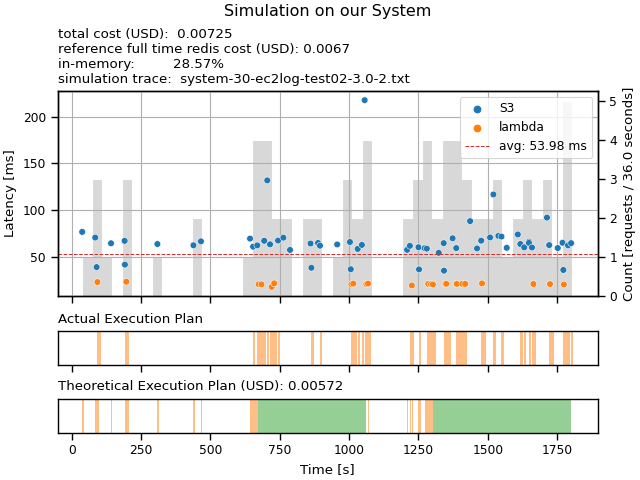 Simulation on our System
total cost (USD): 0.00725
reference full time redis cost (USD): 0.0067
in-memory: 28.57%
simulation trace: system-30-ec2log-test02-3.0-2.txt
Latency [ms]
200
150
100
50
S3
lambda
avg: 53.98 ms
5
4
3
2
1
0
Count [requests / 36.0 seconds]
Actual Execution Plan
Theoretical Execution Plan (USD): 0.00572
0 250 500 750 1000 1250 1500 1750
Time [s]